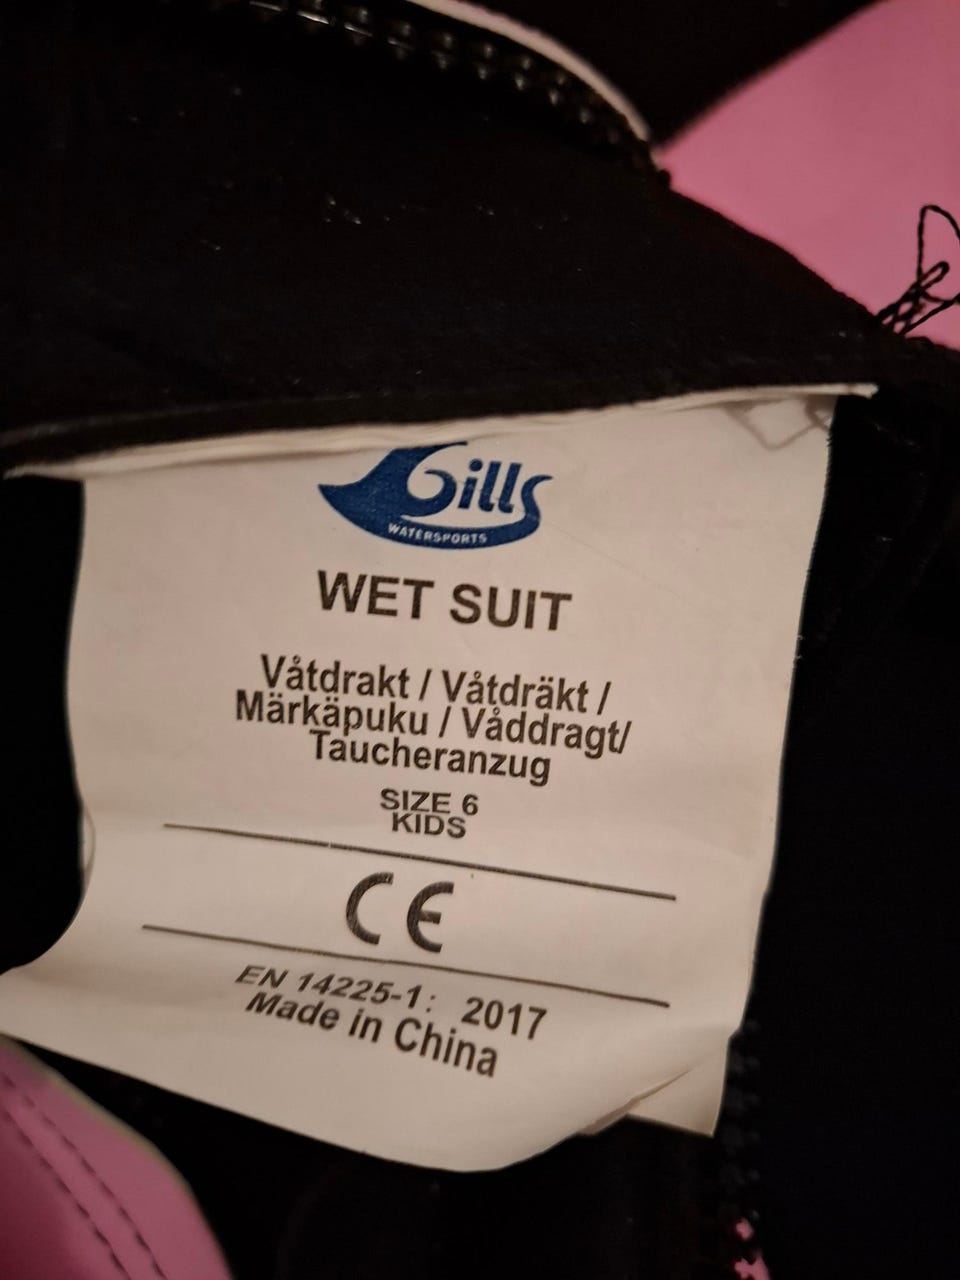 Gills
WATERSPORTS
WET SUIT
Våtdrakt / Våtdräkt /
Märkäpuku / Våddragt/
Taucheranzug
SIZE 6
KIDS
CE
EN 14225-1: 2017
Made in China